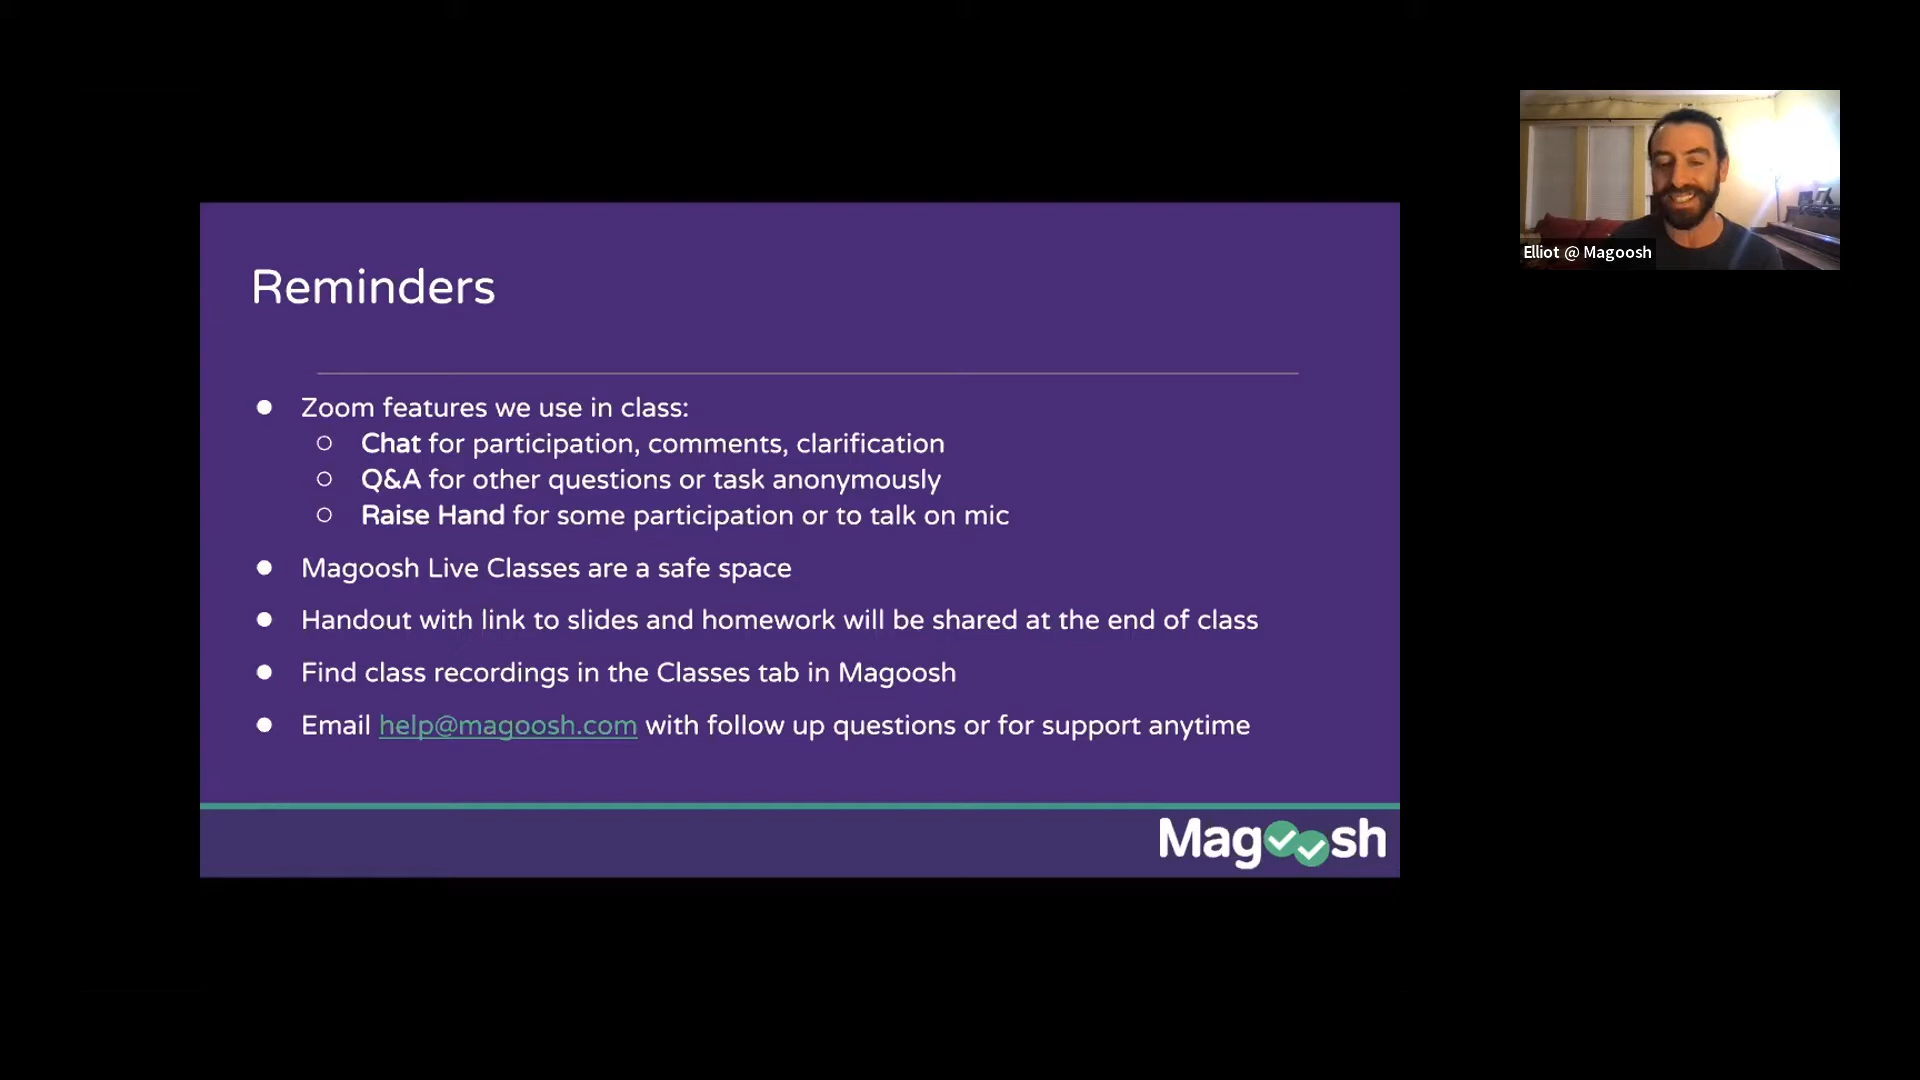 Elliot @ Magoosh
Reminders
● Zoom features we use in class:
○ Chat for participation, comments, clarification
○ Q&A for other questions or task anonymously
○ Raise Hand for some participation or to talk on mic
● Magoosh Live Classes are a safe space
● Handout with link to slides and homework will be shared at the end of class
● Find class recordings in the Classes tab in Magoosh
● Email help@magoosh.com with follow up questions or for support anytime
Magoosh